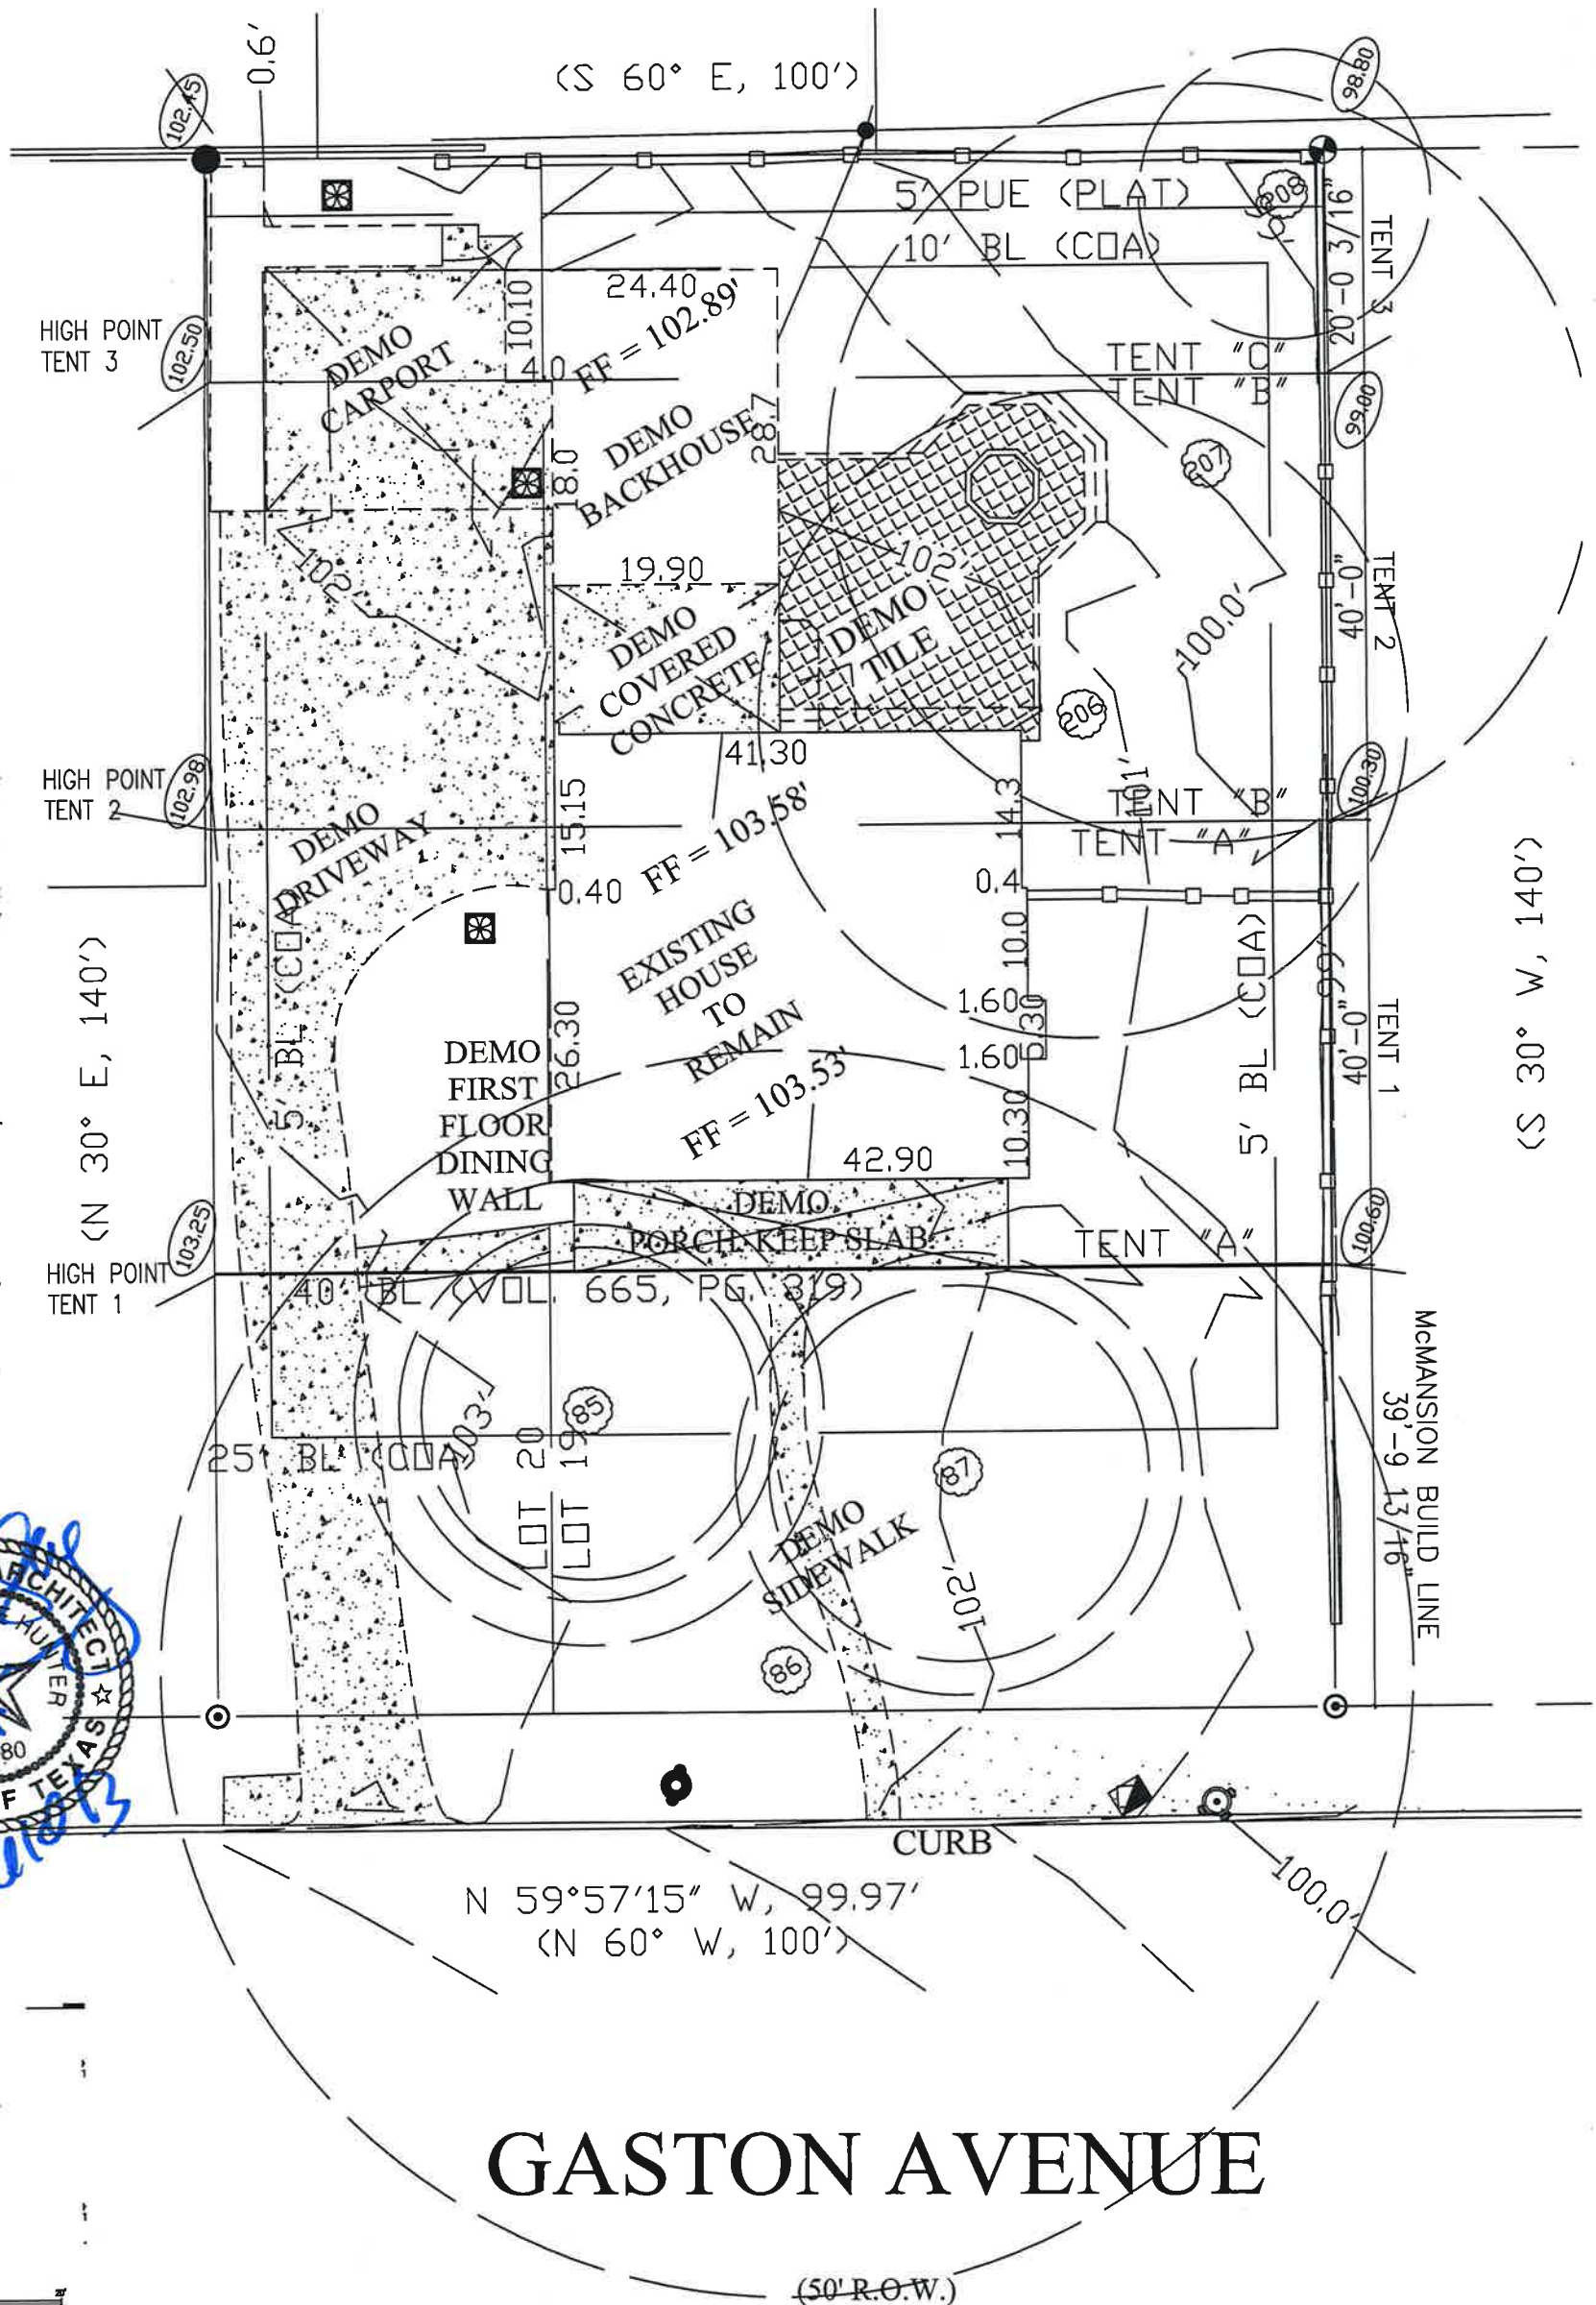 0.6'
(S 60° E, 100')
102.45
98.80
5' PUE (PLAT)
208
10' BL (COA)
TENT 3
20'-0 3/16"
24.40
FF = 102.89'
10.10
HIGH POINT
TENT 3
102.50
DEMO
CARPORT
4.0
TENT "C"
TENT "B"
99.00
DEMO
BACKHOUSE
28.7
18.0
207
102'
19.90
102'
TENT 2
40'-0"
DEMO
COVERED
CONCRETE
DEMO
TILE
100.0'
206
41.30
HIGH POINT
TENT 2
102.98
101'
100.30
15.15
14.3
TENT "B"
TENT "A"
FF = 103.58'
DEMO
DRIVEWAY
0.40
0.4
(N 30° E, 140')
(S 30° W, 140')
5' BL (COA)
EXISTING
HOUSE
TO
REMAIN
10.0
5' BL (COA)
99'
1.60
5.30
1.60
TENT 1
40'-0"
DEMO
FIRST
FLOOR
DINING
WALL
26.30
FF = 103.53'
10.30
42.90
103.25
DEMO
PORCH. KEEP SLAB
TENT "A"
100.60
HIGH POINT
TENT 1
40' BL (VOL. 665, PG. 319)
McMANSION BUILD LINE
39'-9 13/16"
103'
85
25' BL (COA)
LOT 20
LOT 19
87
DEMO
SIDEWALK
102'
86
ARCHITECT
HUNTER
80
F TEXAS
CURB
N 59°57'15" W, 99.97'
(N 60° W, 100')
100.0'
GASTON AVENUE
(50' R.O.W.)